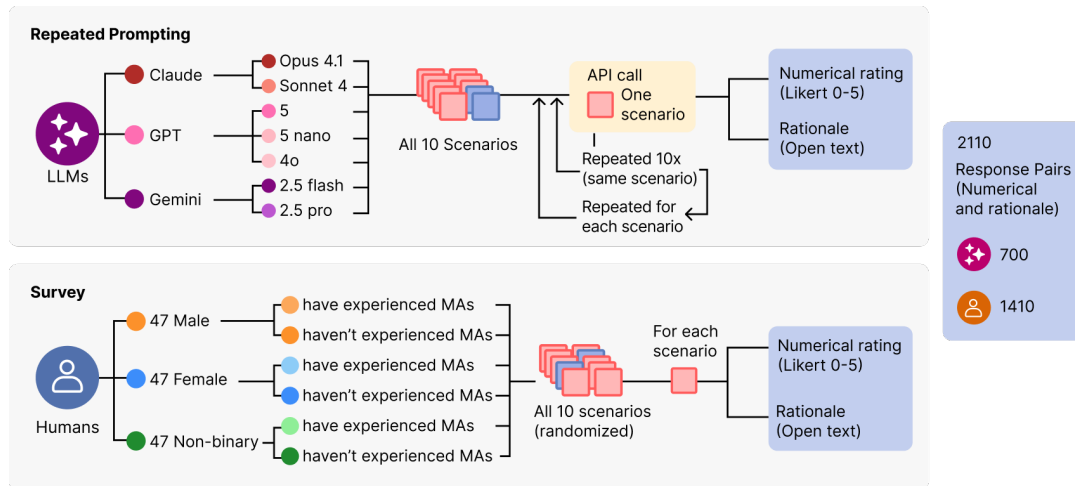 Repeated Prompting
LLMs
Claude
GPT
Gemini
Opus 4.1
Sonnet 4
5
5 nano
4o
2.5 flash
2.5 pro
All 10 Scenarios
API call
One
scenario
Repeated 10x
(same scenario)
Repeated for
each scenario
Numerical rating
(Likert 0-5)
Rationale
(Open text)
Survey
Humans
47 Male
47 Female
47 Non-binary
have experienced MAs
haven't experienced MAs
have experienced MAs
haven't experienced MAs
have experienced MAs
haven't experienced MAs
All 10 scenarios
(randomized)
For each
scenario
Numerical rating
(Likert 0-5)
Rationale
(Open text)
2110
Response Pairs
(Numerical
and rationale)
700
1410